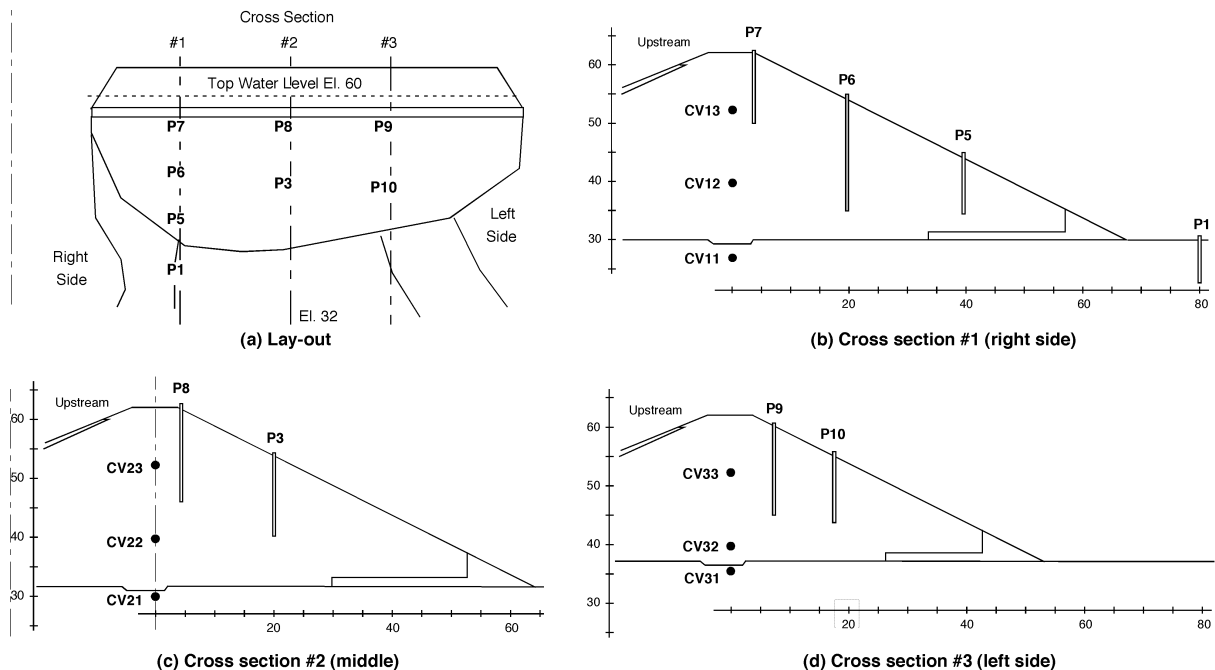 Cross Section
#1 #2 #3
Top Water Level El. 60
P7 P8 P9
P6
P3 P10
P5
Left
Side
Right
Side
P1
El. 32
(a) Lay-out
P7
Upstream
60
P6
CV13
50
P5
CV12
40
P1
30
CV11
20 40 60 80
(b) Cross section #1 (right side)
P8
Upstream
60
P3
CV23
50
CV22
40
30
CV21
20 40 60
(c) Cross section #2 (middle)
P9
Upstream
60
P10
CV33
50
CV32
40
CV31
30
20 40 60 80
(d) Cross section #3 (left side)